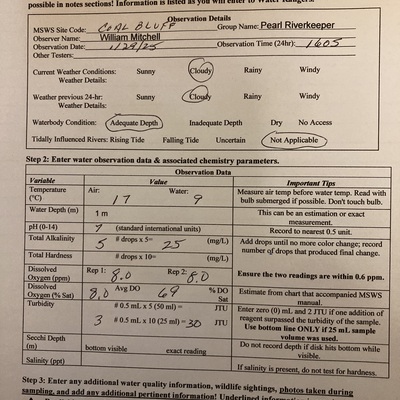 possible in notes sections! Information is listed as you will enter to Water Rangers.
Observation Details
MSWS Site Code: COAL BLUFF Group Name: Pearl Riverkeeper
Observer Name: William Mitchell
Observation Date: 1/29/25 Observation Time (24hr): 1605
Other Testers:
Current Weather Conditions: Sunny Cloudy Rainy Windy
Weather Details:
Weather previous 24-hr: Sunny Cloudy Rainy Windy
Weather Details:
Waterbody Condition: Adequate Depth Inadequate Depth Dry No Access
Tidally Influenced Rivers: Rising Tide Falling Tide Uncertain Not Applicable
Step 2: Enter water observation data & associated chemistry parameters.
Observation Data
Variable Value Important Tips
Temperature (°C) Air: 17 Water: 9 Measure air temp before water temp. Read with bulb submerged if possible. Don't touch bulb.
Water Depth (m) 1 m This can be an estimation or exact measurement.
pH (0-14) 7 (standard international units) Record to nearest 0.5 unit.
Total Alkalinity 5 # drops x 5= 25 (mg/L) Add drops until no more color change; record number of drops that produced final change.
Total Hardness # drops x 10= (mg/L)
Dissolved Oxygen (ppm) Rep 1: 8.0 Rep 2: 8.0 Ensure the two readings are within 0.6 ppm.
Dissolved Oxygen (% Sat) 8.0 Avg DO 69 % DO Sat Estimate from chart that accompanied MSWS manual.
Turbidity # 0.5 mL x 5 (50 ml) = JTU Enter zero (0) mL and 2 JTU if one addition of reagent surpassed the turbidity of the sample.
3 # 0.5 mL x 10 (25 ml) = 30 JTU Use bottom line ONLY if 25 mL sample volume was used.
Secchi Depth (m) bottom visible exact reading Do not record depth if disk hits bottom while visible.
Salinity (ppt) If salinity is present, do not test for hardness.
Step 3: Enter any additional water quality information, wildlife sightings, photos taken during
sampling, and add any additional pertinent information! Underlined